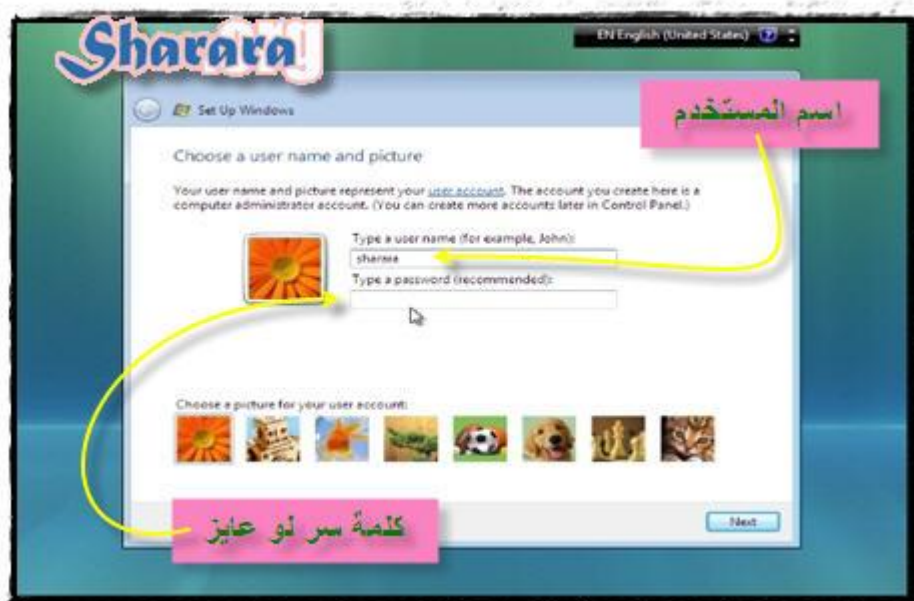 Sharara
EN English (United States)
Set Up Windows
اسم المستخدم
Choose a user name and picture
Your user name and picture represent your user account. The account you create here is a
computer administrator account. (You can create more accounts later in Control Panel.)
Type a user name (for example, John):
sharara
Type a password (recommended):
Choose a picture for your user account:
كلمة سر لو عايز
Next